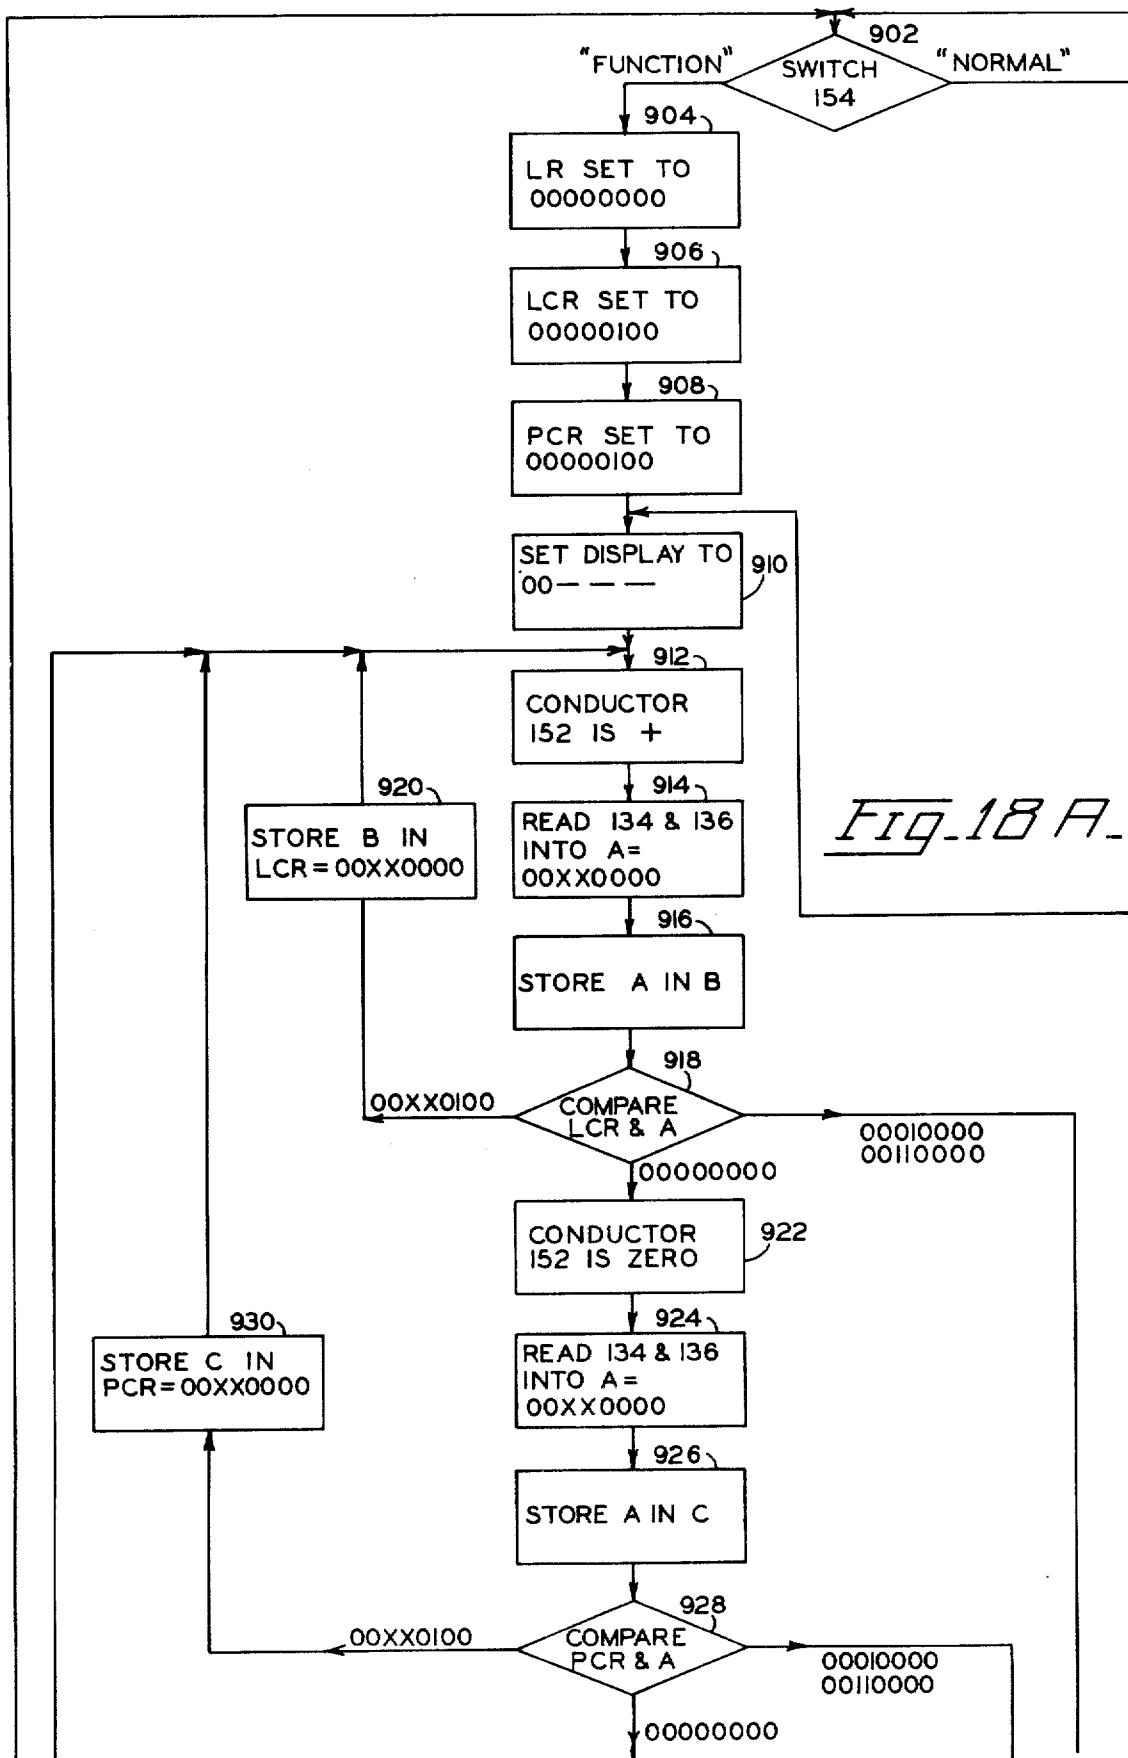 902
"FUNCTION"
SWITCH
154
"NORMAL"
904
LR SET TO
00000000
906
LCR SET TO
00000100
908
PCR SET TO
00000100
SET DISPLAY TO
00———
910
912
CONDUCTOR
152 IS +
920
STORE B IN
LCR=00XX0000
914
READ 134 & 136
INTO A=
00XX0000
Fig. 18 A.
916
STORE A IN B
918
00XX0100
COMPARE
LCR & A
00010000
00110000
00000000
CONDUCTOR
152 IS ZERO
922
930
STORE C IN
PCR=00XX0000
924
READ 134 & 136
INTO A=
00XX0000
926
STORE A IN C
928
00XX0100
COMPARE
PCR & A
00010000
00110000
00000000